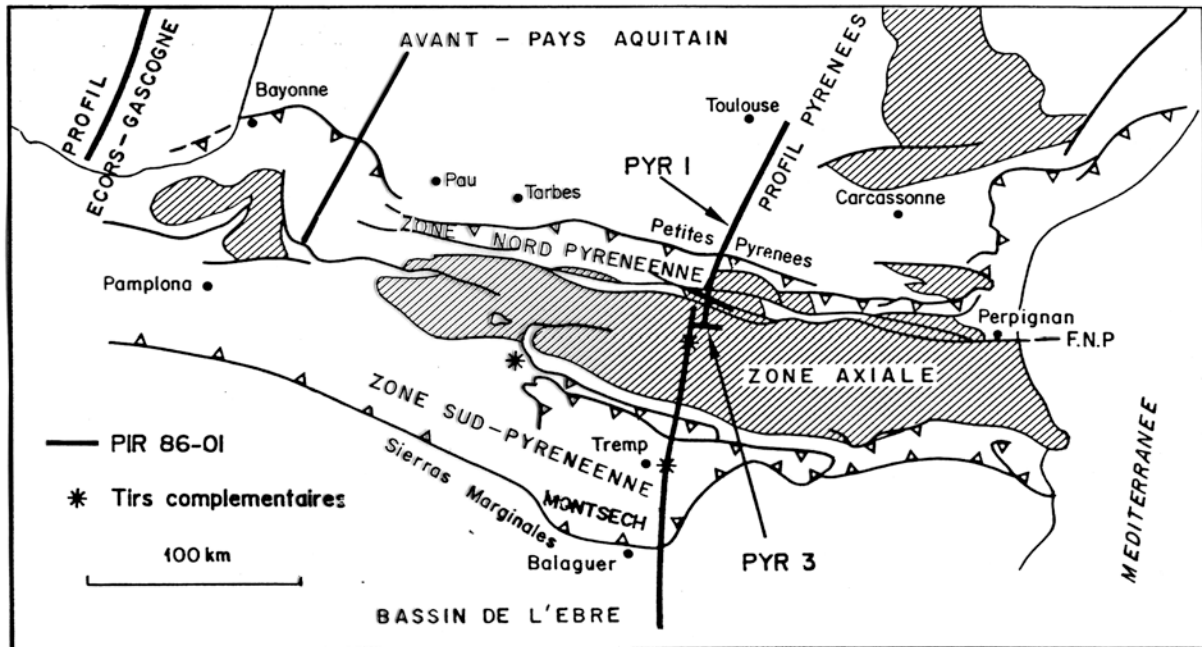 AVANT - PAYS AQUITAIN
PROFIL
ECORS-GASCOGNE
Bayonne
Toulouse
PROFIL PYRENEES
PYR 1
Pau
Tarbes
Carcassonne
Petites Pyrenees
ZONE NORD PYRENEENNE
Pamplona
Perpignan
F.N.P
ZONE AXIALE
ZONE SUD-PYRENEENNE
Tremp
PIR 86-01
Sierras Marginales
Tirs complementaires
MONTSECH
100 km
Balaguer
PYR 3
MEDITERRANEE
BASSIN DE L'EBRE